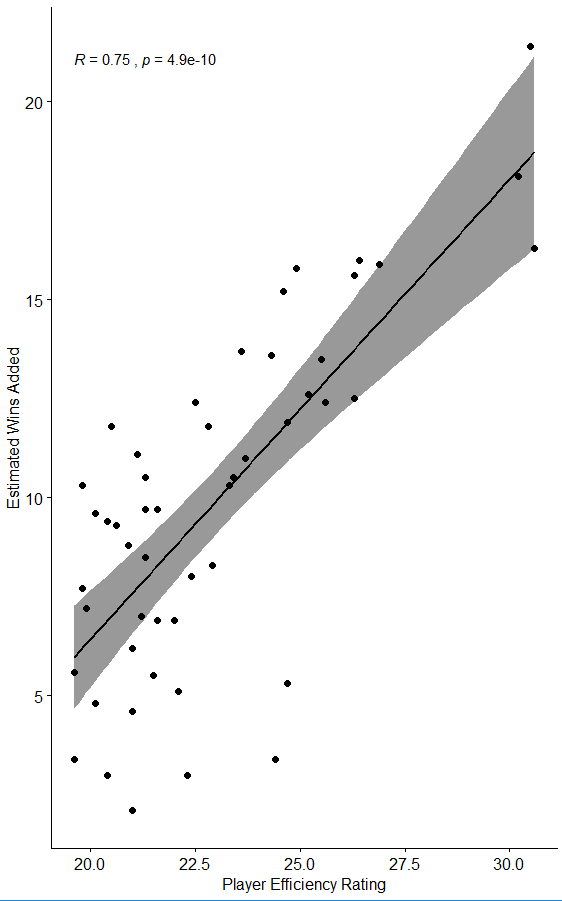 R = 0.75 , p = 4.9e-10
Estimated Wins Added
20
15
10
5
20.0 22.5 25.0 27.5 30.0
Player Efficiency Rating